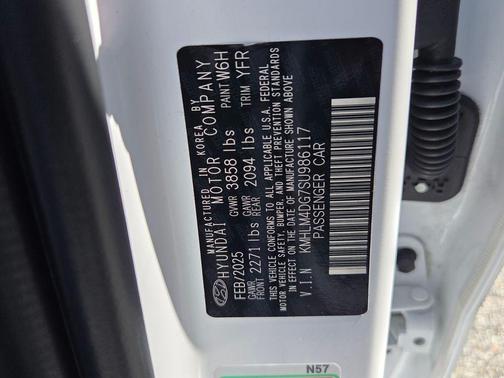 MANUFACTURED IN KOREA BY
HYUNDAI MOTOR COMPANY
FEB/2025 GVWR 3858 lbs PAINT W6H
GAWR FRONT 2271 lbs GAWR REAR 2094 lbs TRIM YFR
THIS VEHICLE CONFORMS TO ALL APPLICABLE U.S.A. FEDERAL
MOTOR VEHICLE SAFETY, BUMPER, AND THEFT PREVENTION STANDARDS
IN EFFECT ON THE DATE OF MANUFACTURE SHOWN ABOVE
V.I.N KMHLM4DG7SU986117
PASSENGER CAR
N57